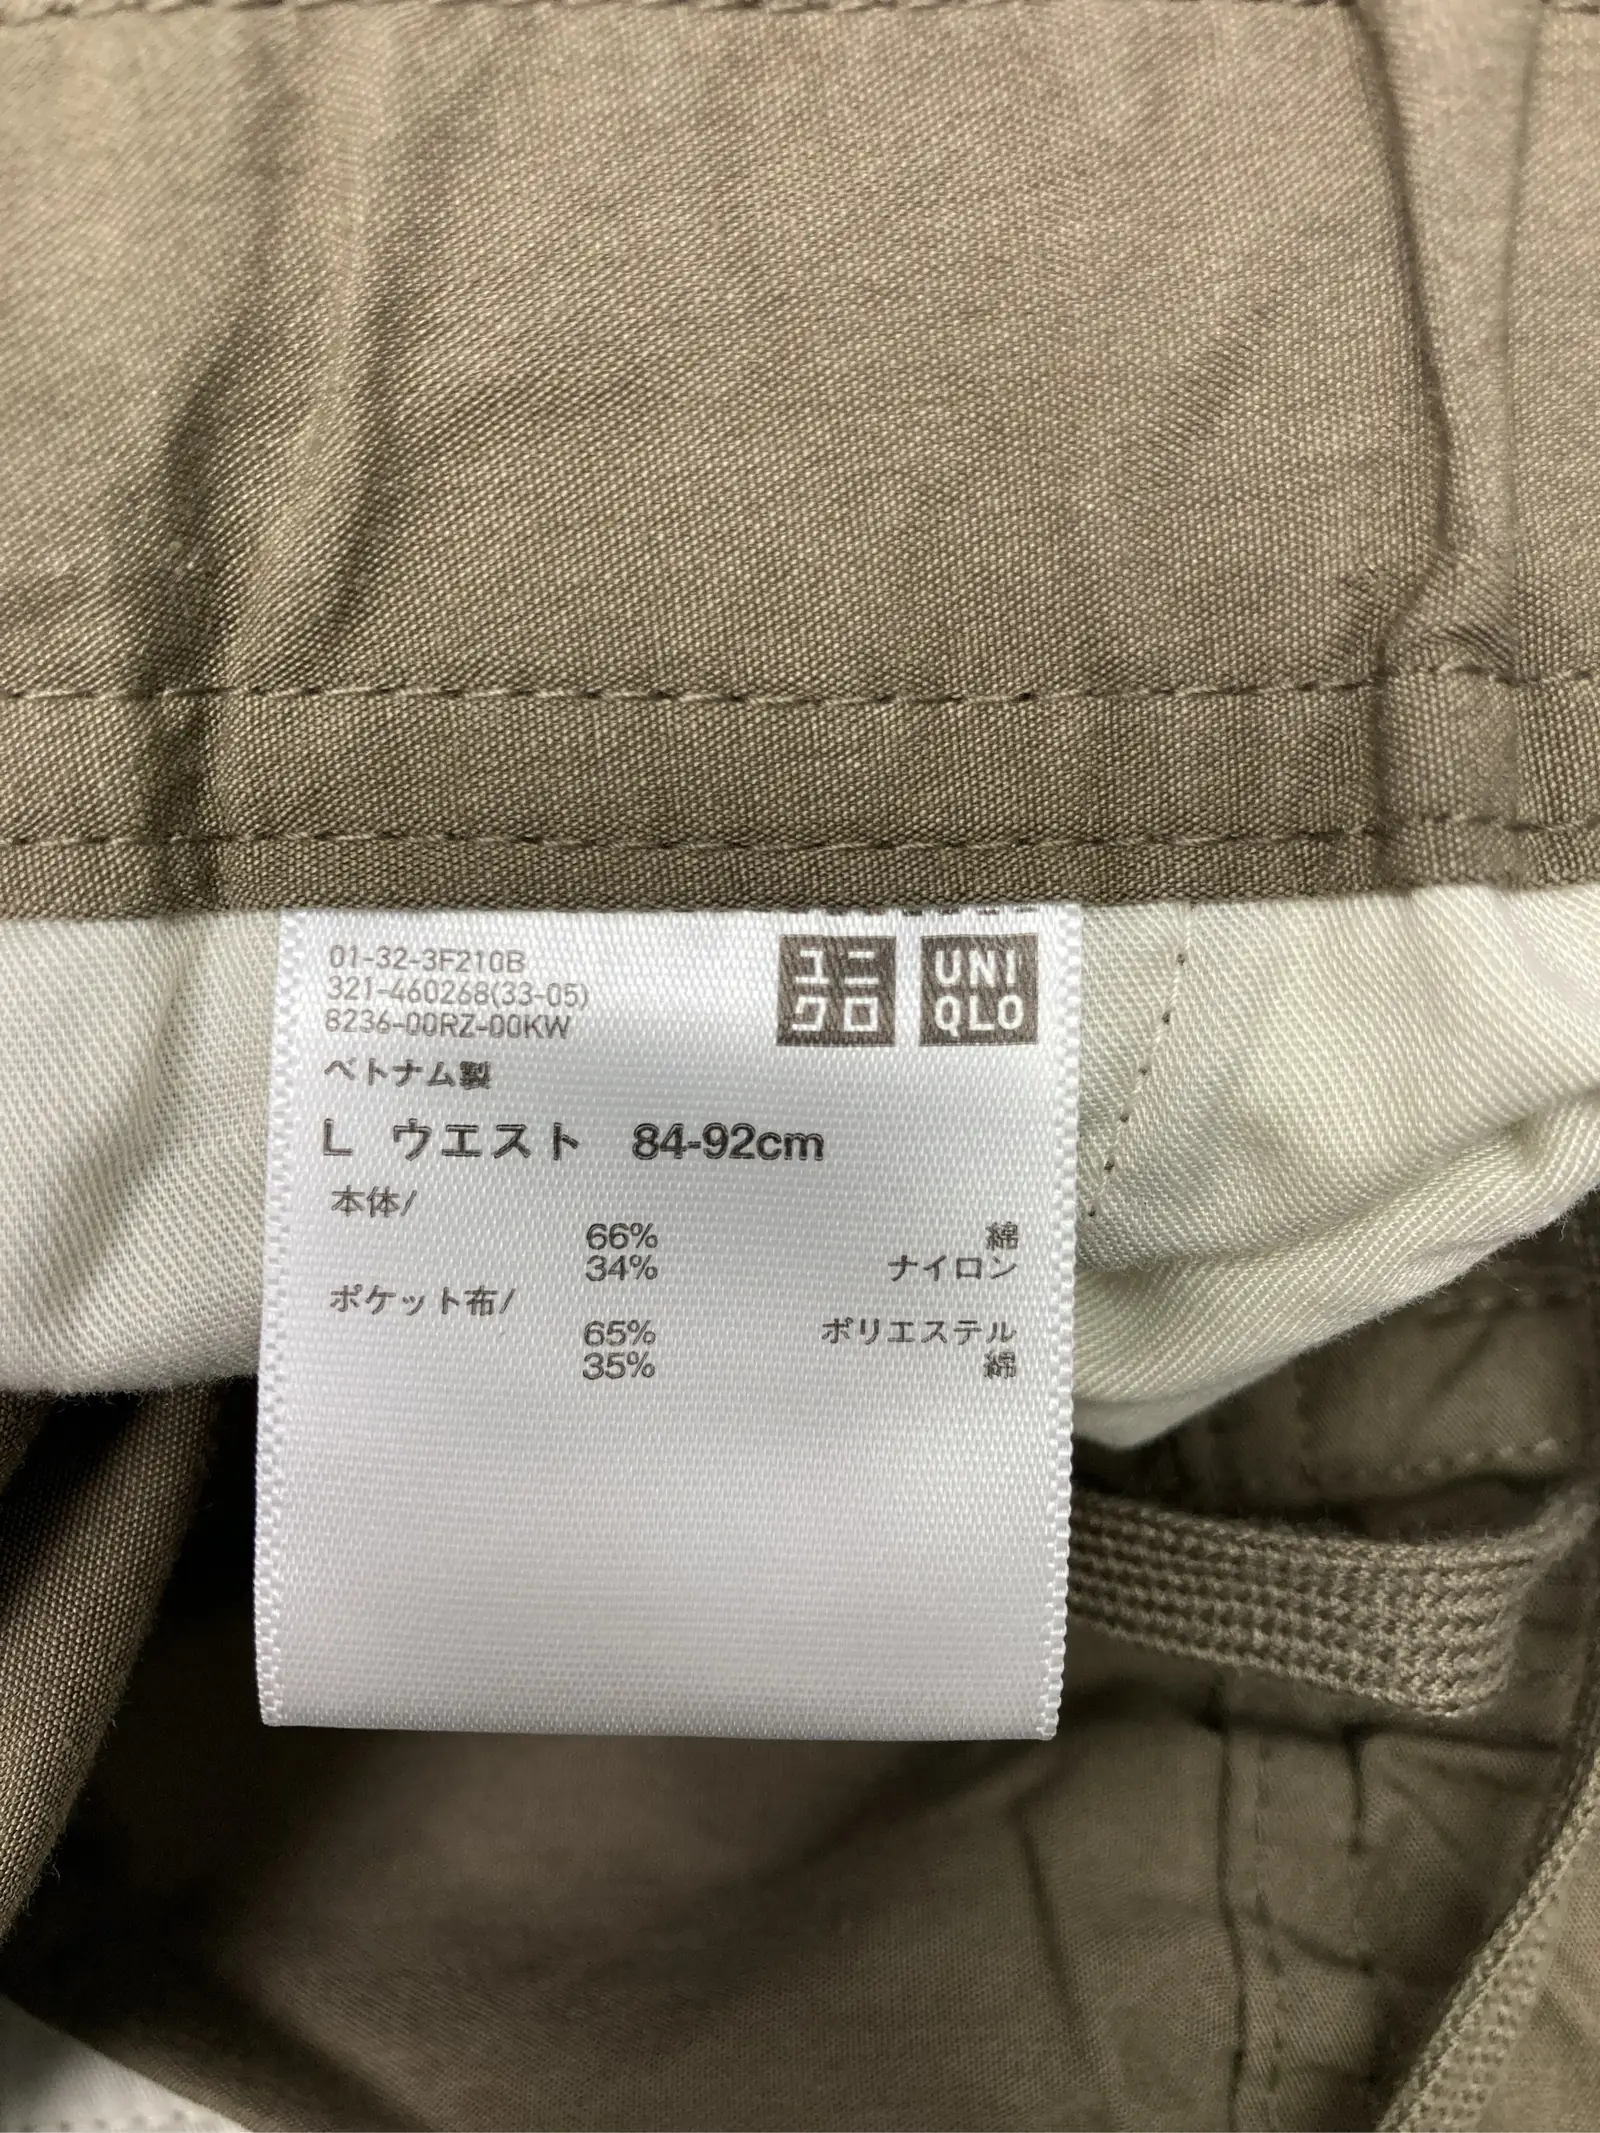 01-32-3F210B
321-460268(33-05)
8236-00RZ-00KW
ユニ
クロ
UNI
QLO
ベトナム製
L ウエスト 84-92cm
本体/
66% 綿
34% ナイロン
ポケット布/
65% ポリエステル
35% 綿